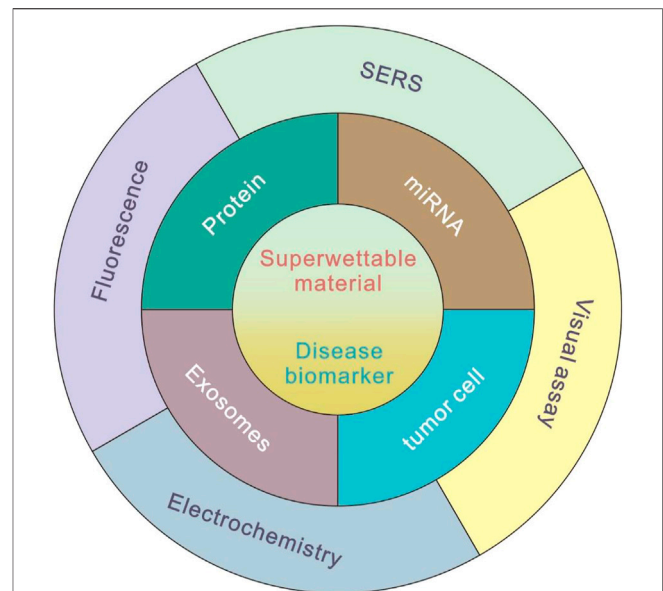 SERS
Fluorescence
Protein
miRNA
Superwettable
material
Visual assay
Disease
biomarker
Exosomes
tumor cell
Electrochemistry